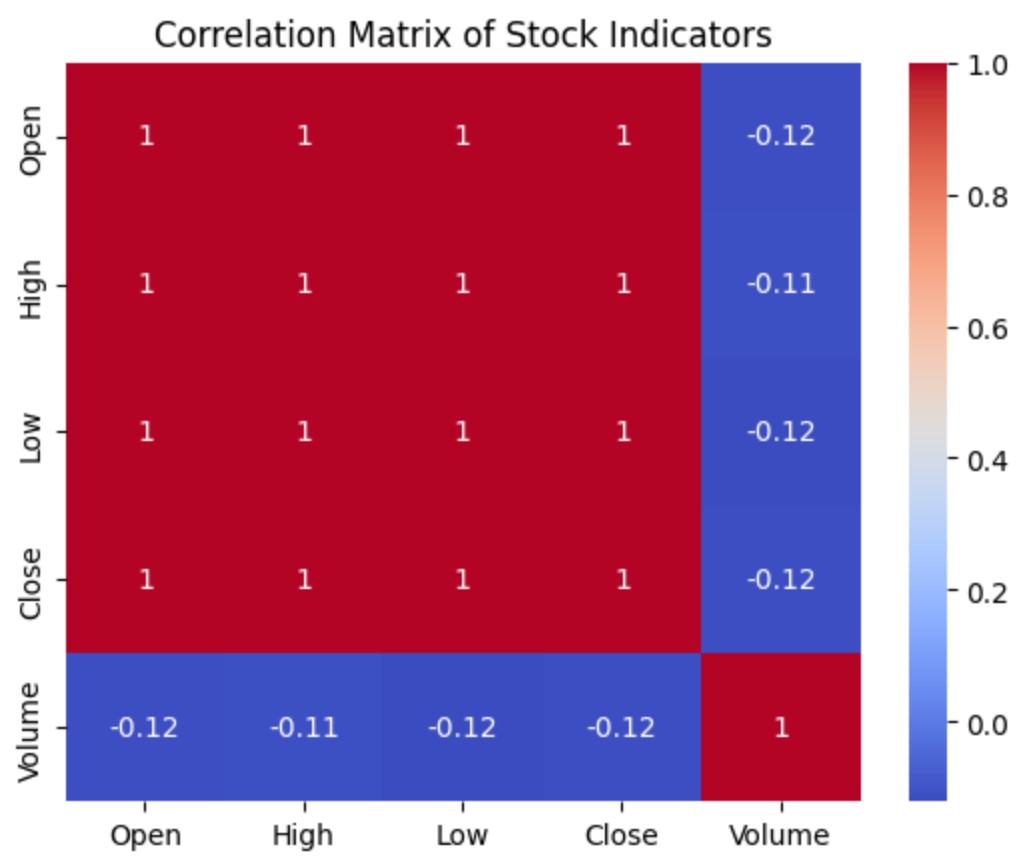 Correlation Matrix of Stock Indicators
Open 1 1 1 1 -0.12
High 1 1 1 1 -0.11
Low 1 1 1 1 -0.12
Close 1 1 1 1 -0.12
Volume -0.12 -0.11 -0.12 -0.12 1
Open High Low Close Volume
1.0
0.8
0.6
0.4
0.2
0.0